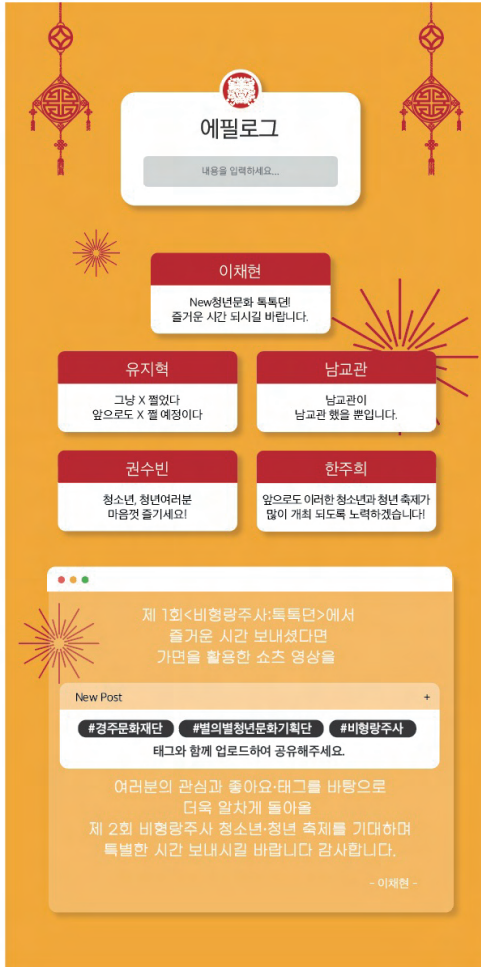 에필로그
내용을 입력하세요...
이채현
New청년문화 톡톡뎐!
즐거운 시간 되시길 바랍니다.
유지혁
그냥 X 쩔었다
앞으로도 X 쩔 예정이다
남교관
남교관이
남교관 했을 뿐입니다.
권수빈
청소년, 청년여러분
마음껏 즐기세요!
한주희
앞으로도 이러한 청소년과 청년 축제가
많이 개최 되도록 노력하겠습니다!
제 1회<비형랑주사:톡톡뎐>에서
즐거운 시간 보내셨다면
가면을 활용한 쇼츠 영상을
New Post +
#경주문화재단 #별의별청년문화기획단 #비형랑주사
태그와 함께 업로드하여 공유해주세요.
여러분의 관심과 좋아요·태그를 바탕으로
더욱 알차게 돌아올
제 2회 비형랑주사 청소년·청년 축제를 기대하며
특별한 시간 보내시길 바랍니다 감사합니다.
- 이채현 -